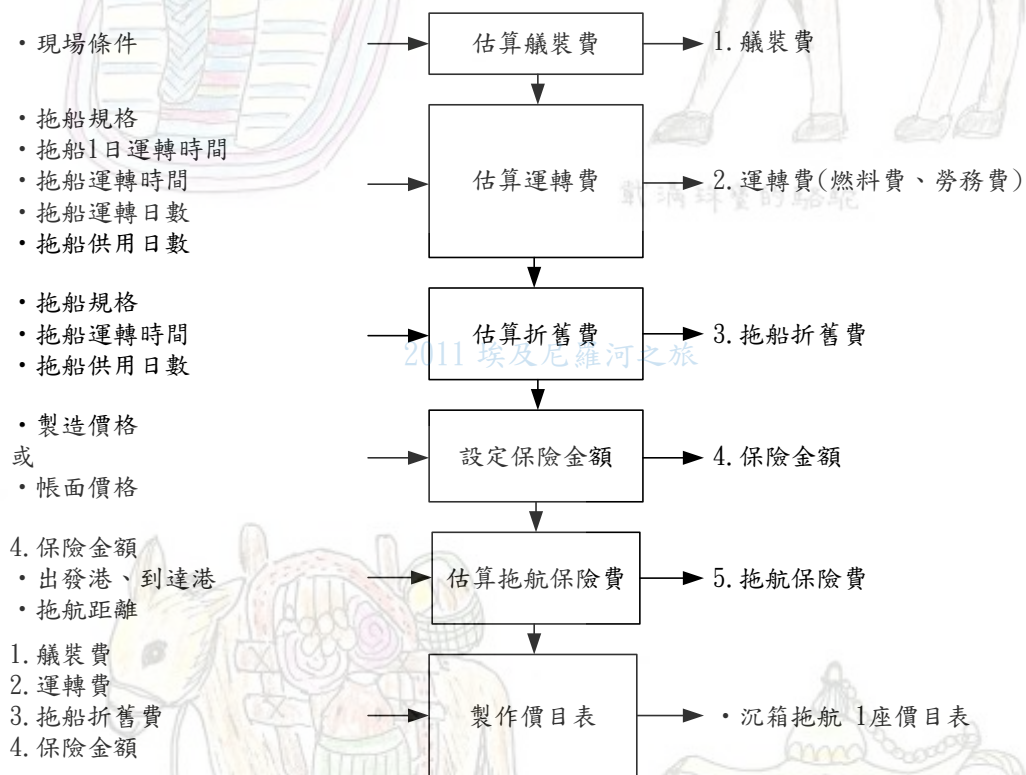 ・現場條件
估算艤裝費
1.艤裝費
・拖船規格
・拖船1日運轉時間
・拖船運轉時間
・拖船運轉日數
・拖船供用日數
估算運轉費
2.運轉費(燃料費、勞務費)
戴滿珠璽的駱駝
・拖船規格
・拖船運轉時間
・拖船供用日數
估算折舊費
3.拖船折舊費
2011 埃及尼羅河之旅
・製造價格
或
・帳面價格
設定保險金額
4.保險金額
4.保險金額
・出發港、到達港
・拖航距離
估算拖航保險費
5.拖航保險費
1.艤裝費
2.運轉費
3.拖船折舊費
4.保險金額
製作價目表
・沉箱拖航 1座價目表